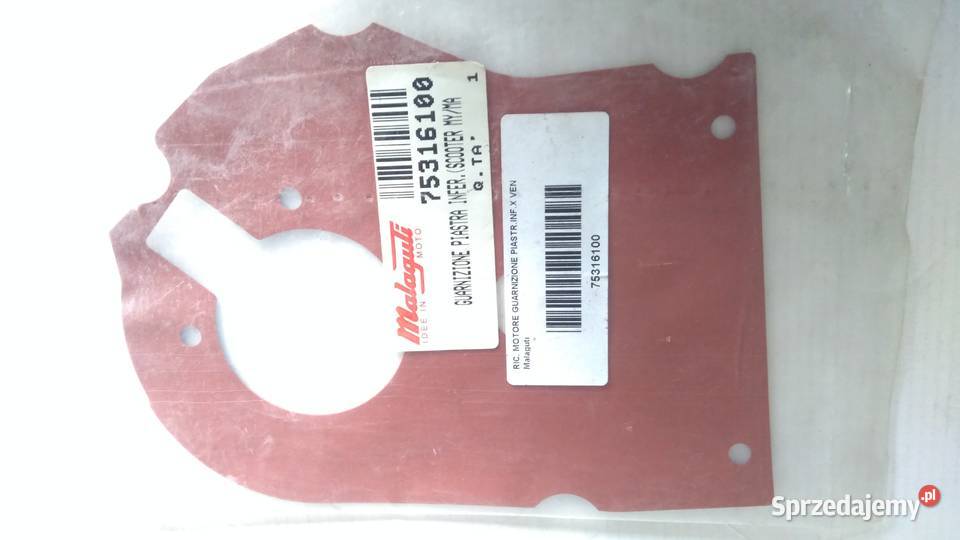 Malaguti
IDEE IN MOTO
75316100
GUARNIZIONE PIASTRA INFER.(SCOOTER MY/MA
Q.TA' 1
RIC. MOTORE GUARNIZIONE PIASTR.INF.X VEN
Malaguti
75316100
Sprzedajemy.pl